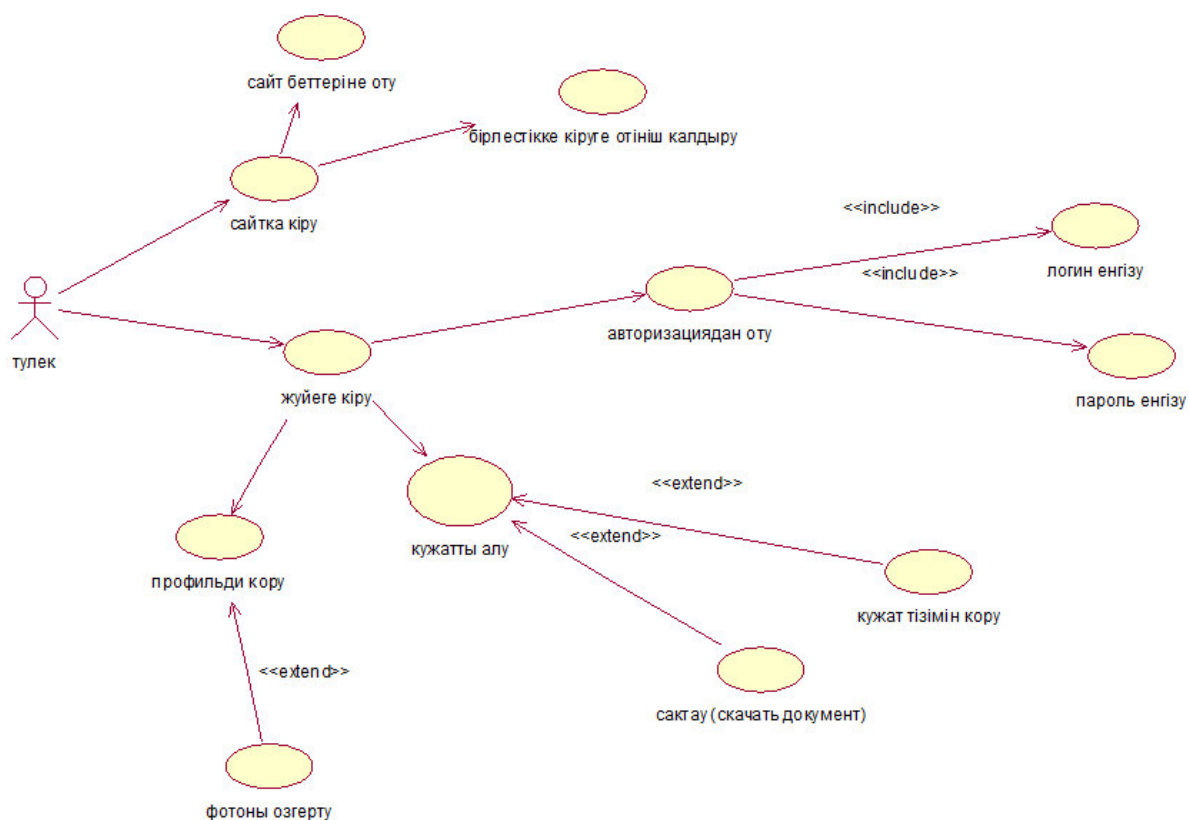 сайт беттеріне оту
бірлестікке кіруге отініш калдыру
сайтка кіру
<<include>>
логин енгізу
<<include>>
авторизациядан оту
тулек
жуйеге кіру
пароль енгізу
<<extend>>
кужатты алу
<<extend>>
профильди кору
кужат тізімін кору
<<extend>>
сактау (скачать документ)
фотоны озгерту